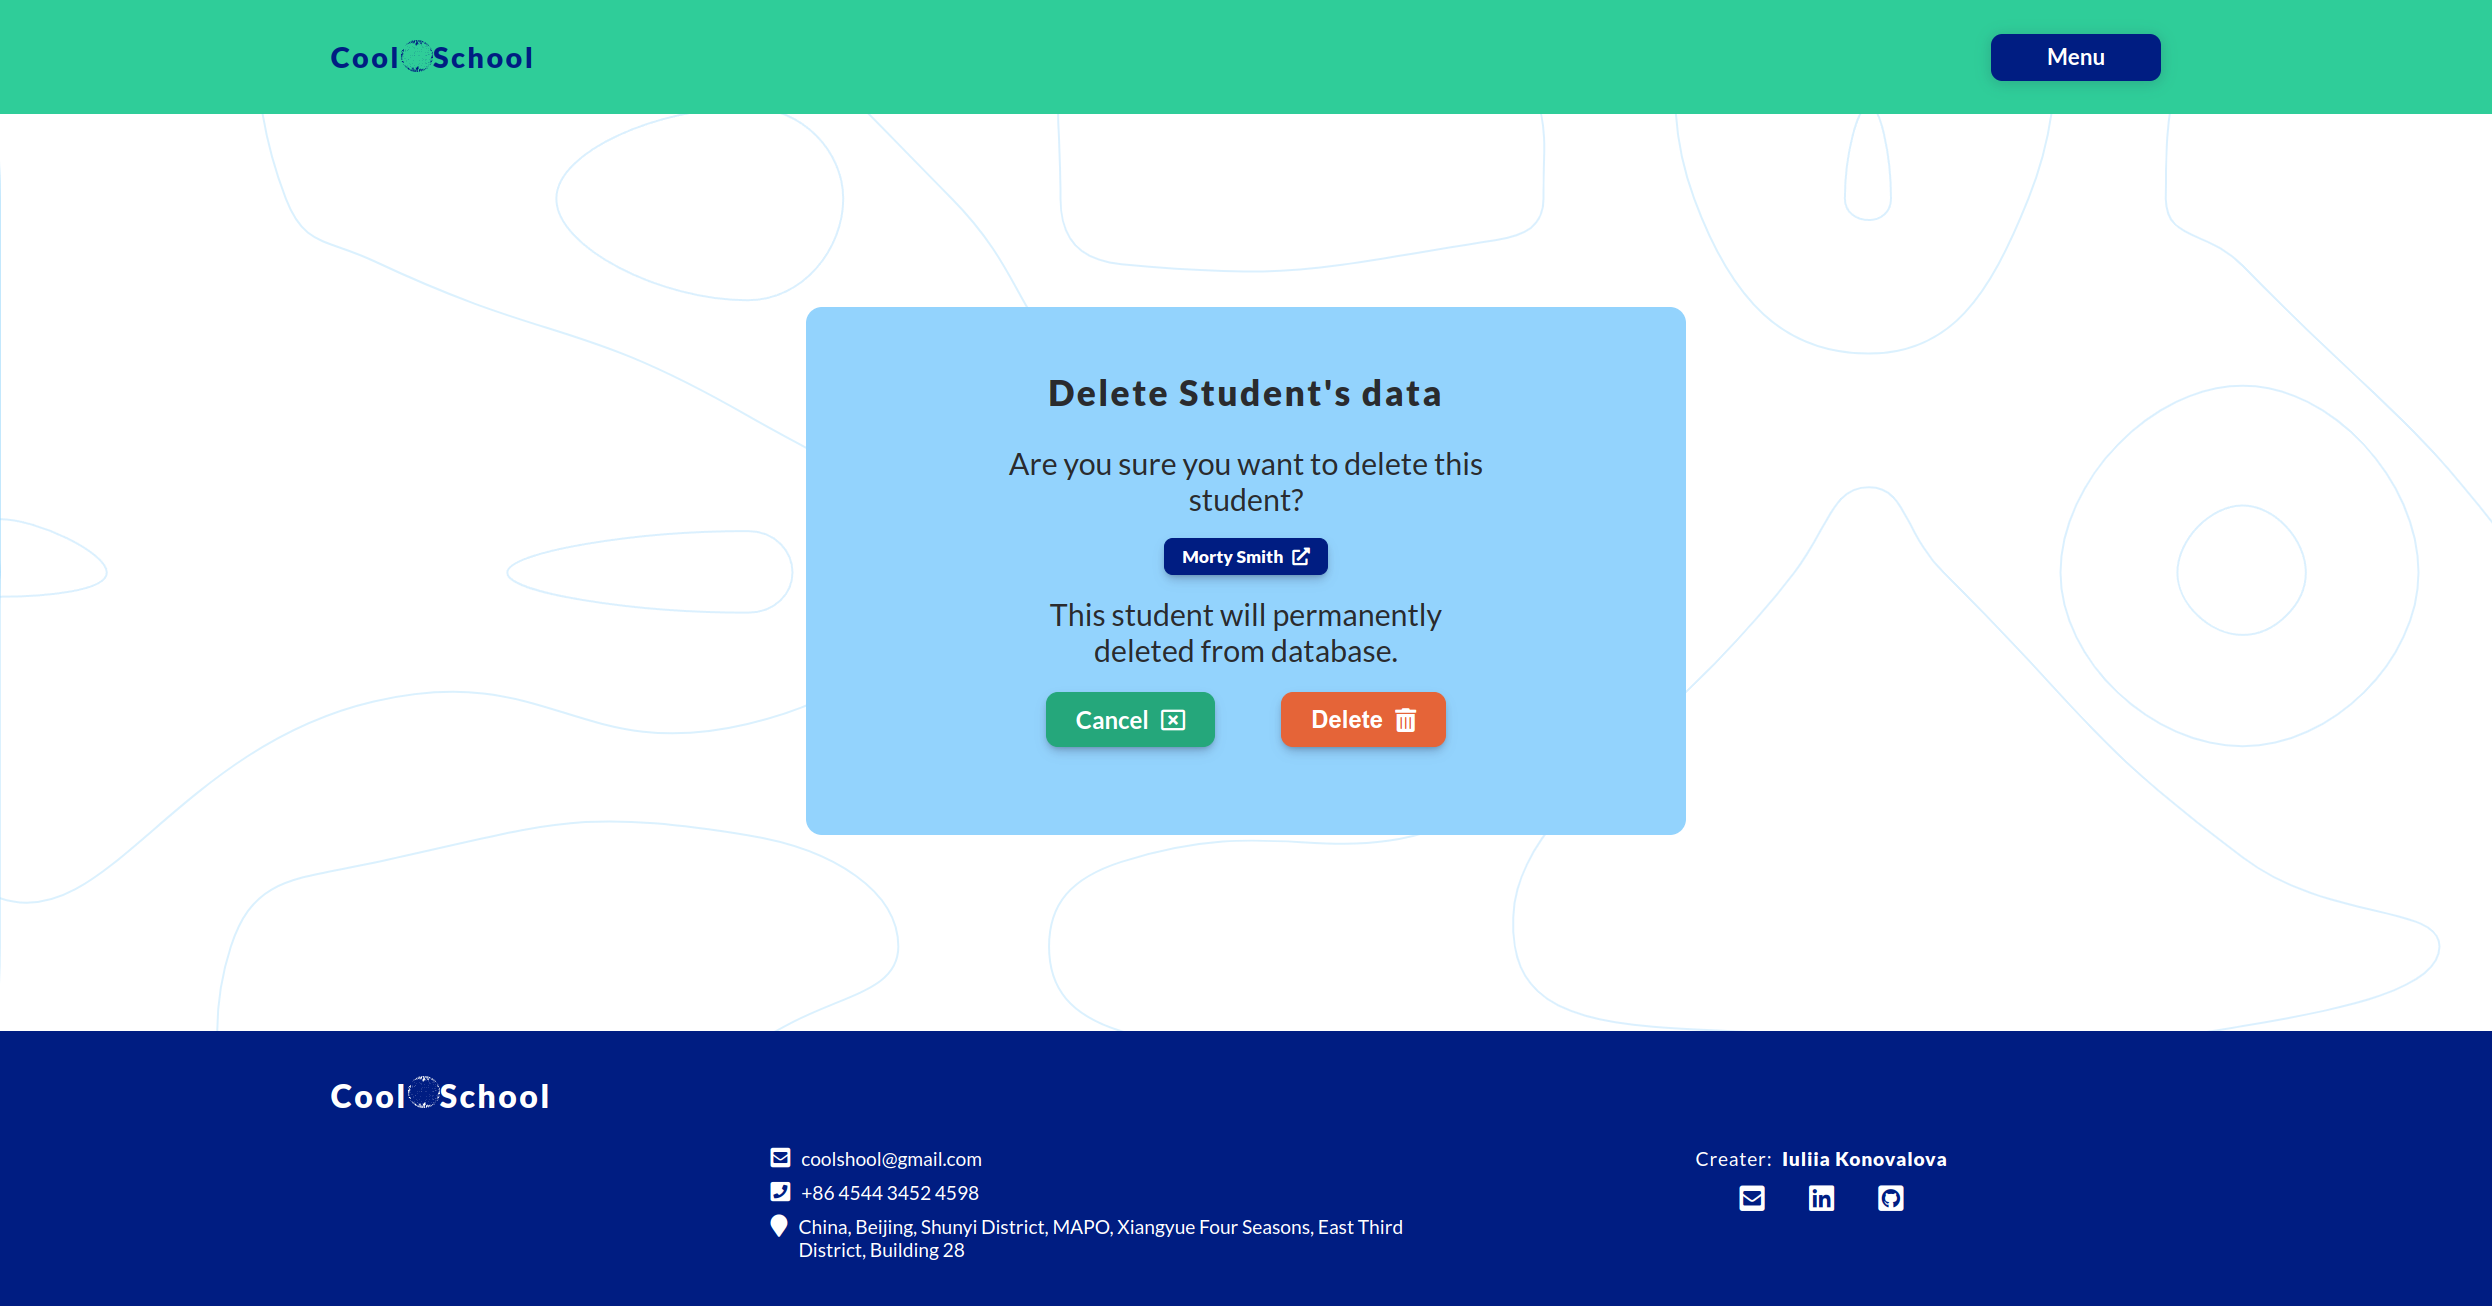 Cool School
Menu
Delete Student's data
Are you sure you want to delete this
student?
Morty Smith
This student will permanently
deleted from database.
Cancel
Delete
Cool School
coolshool@gmail.com
+86 4544 3452 4598
China, Beijing, Shunyi District, MAPO, Xiangyue Four Seasons, East Third
District, Building 28
Creater: Iuliia Konovalova